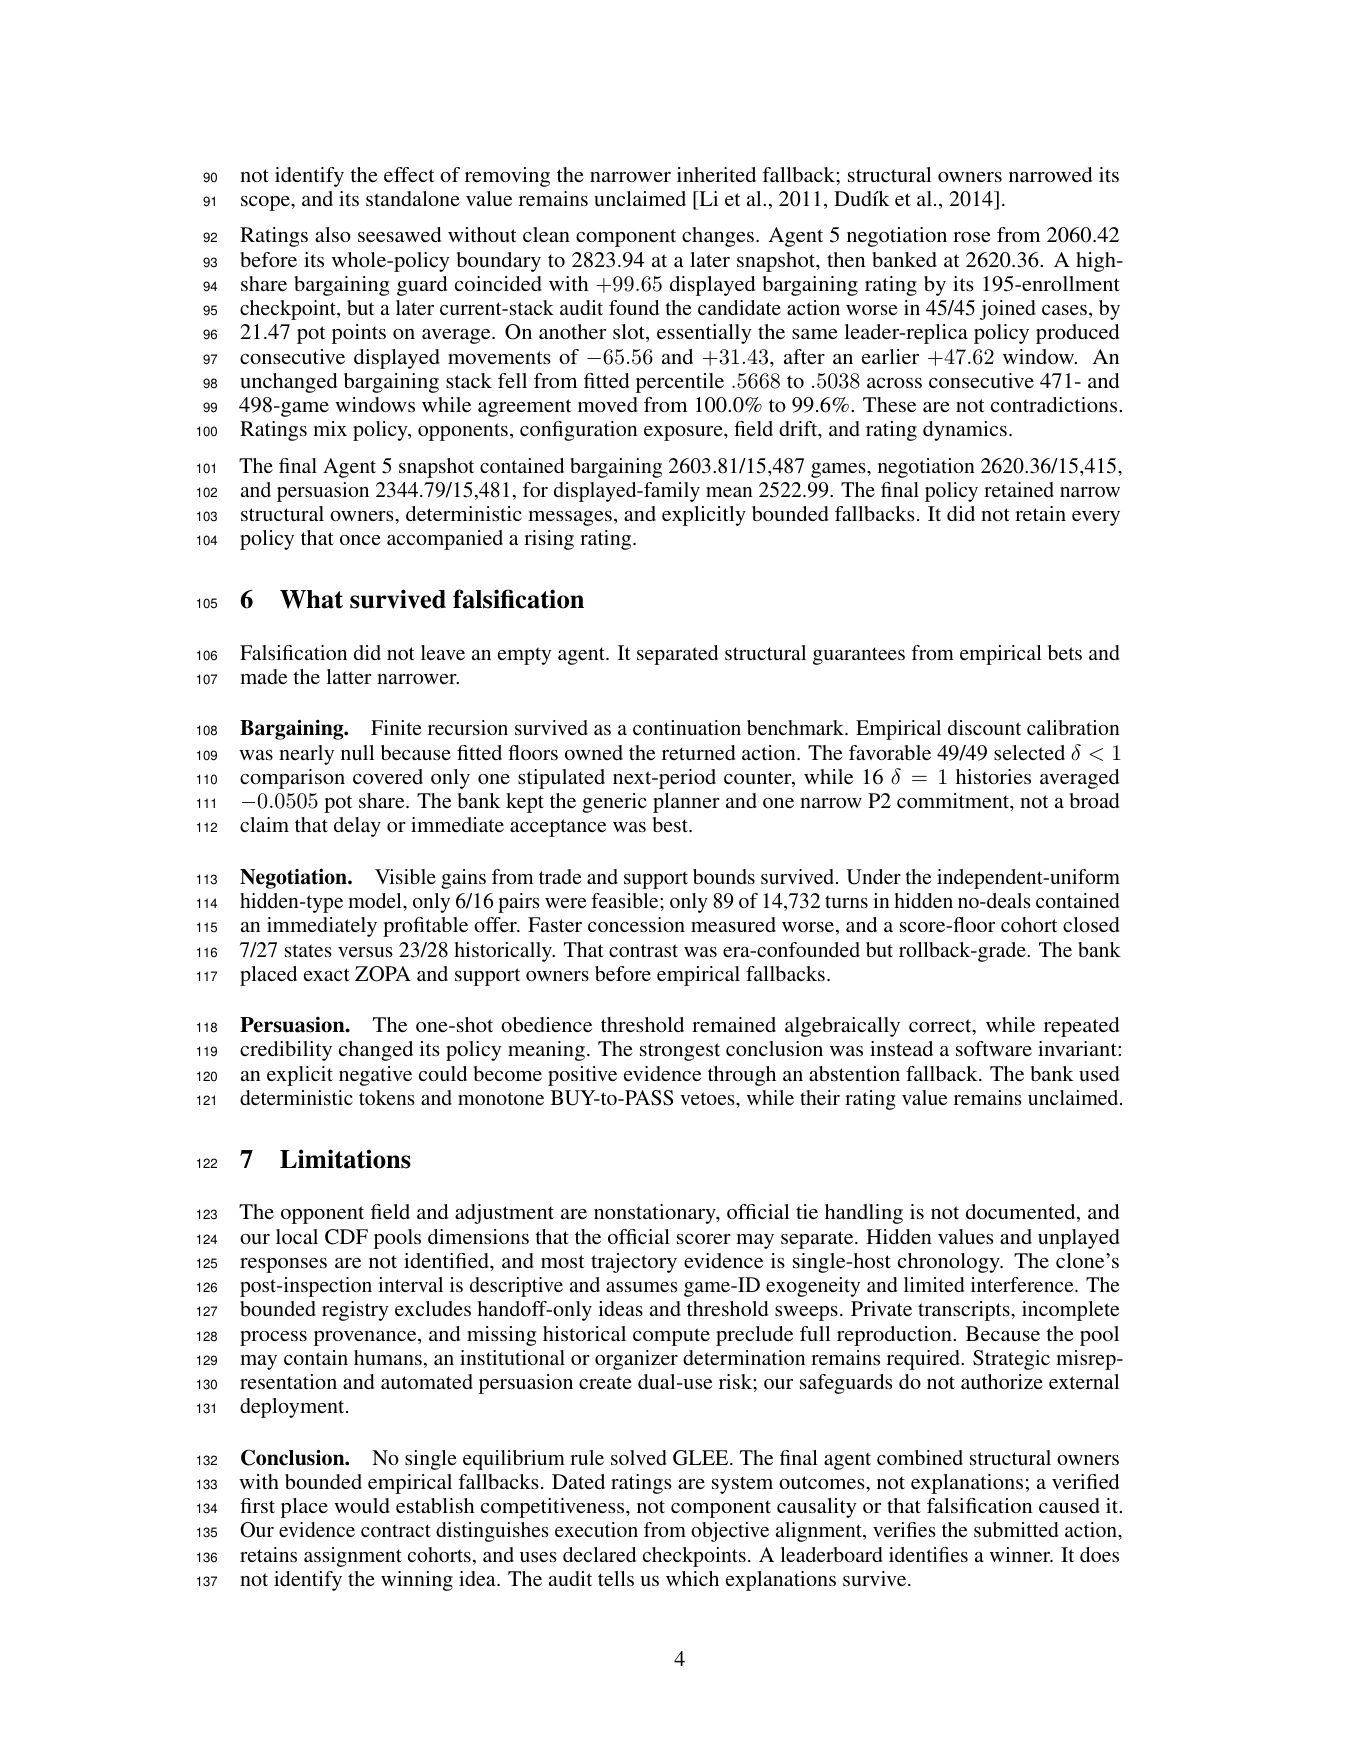 90 not identify the effect of removing the narrower inherited fallback; structural owners narrowed its
91 scope, and its standalone value remains unclaimed [Li et al., 2011, Dudík et al., 2014].
92 Ratings also seesawed without clean component changes. Agent 5 negotiation rose from 2060.42
93 before its whole-policy boundary to 2823.94 at a later snapshot, then banked at 2620.36. A high-
94 share bargaining guard coincided with +99.65 displayed bargaining rating by its 195-enrollment
95 checkpoint, but a later current-stack audit found the candidate action worse in 45/45 joined cases, by
96 21.47 pot points on average. On another slot, essentially the same leader-replica policy produced
97 consecutive displayed movements of −65.56 and +31.43, after an earlier +47.62 window. An
98 unchanged bargaining stack fell from fitted percentile .5668 to .5038 across consecutive 471- and
99 498-game windows while agreement moved from 100.0% to 99.6%. These are not contradictions.
100 Ratings mix policy, opponents, configuration exposure, field drift, and rating dynamics.
101 The final Agent 5 snapshot contained bargaining 2603.81/15,487 games, negotiation 2620.36/15,415,
102 and persuasion 2344.79/15,481, for displayed-family mean 2522.99. The final policy retained narrow
103 structural owners, deterministic messages, and explicitly bounded fallbacks. It did not retain every
104 policy that once accompanied a rising rating.
105 6 What survived falsification
106 Falsification did not leave an empty agent. It separated structural guarantees from empirical bets and
107 made the latter narrower.
108 Bargaining. Finite recursion survived as a continuation benchmark. Empirical discount calibration
109 was nearly null because fitted floors owned the returned action. The favorable 49/49 selected δ < 1
110 comparison covered only one stipulated next-period counter, while 16 δ = 1 histories averaged
111 −0.0505 pot share. The bank kept the generic planner and one narrow P2 commitment, not a broad
112 claim that delay or immediate acceptance was best.
113 Negotiation. Visible gains from trade and support bounds survived. Under the independent-uniform
114 hidden-type model, only 6/16 pairs were feasible; only 89 of 14,732 turns in hidden no-deals contained
115 an immediately profitable offer. Faster concession measured worse, and a score-floor cohort closed
116 7/27 states versus 23/28 historically. That contrast was era-confounded but rollback-grade. The bank
117 placed exact ZOPA and support owners before empirical fallbacks.
118 Persuasion. The one-shot obedience threshold remained algebraically correct, while repeated
119 credibility changed its policy meaning. The strongest conclusion was instead a software invariant:
120 an explicit negative could become positive evidence through an abstention fallback. The bank used
121 deterministic tokens and monotone BUY-to-PASS vetoes, while their rating value remains unclaimed.
122 7 Limitations
123 The opponent field and adjustment are nonstationary, official tie handling is not documented, and
124 our local CDF pools dimensions that the official scorer may separate. Hidden values and unplayed
125 responses are not identified, and most trajectory evidence is single-host chronology. The clone's
126 post-inspection interval is descriptive and assumes game-ID exogeneity and limited interference. The
127 bounded registry excludes handoff-only ideas and threshold sweeps. Private transcripts, incomplete
128 process provenance, and missing historical compute preclude full reproduction. Because the pool
129 may contain humans, an institutional or organizer determination remains required. Strategic misrep-
130 resentation and automated persuasion create dual-use risk; our safeguards do not authorize external
131 deployment.
132 Conclusion. No single equilibrium rule solved GLEE. The final agent combined structural owners
133 with bounded empirical fallbacks. Dated ratings are system outcomes, not explanations; a verified
134 first place would establish competitiveness, not component causality or that falsification caused it.
135 Our evidence contract distinguishes execution from objective alignment, verifies the submitted action,
136 retains assignment cohorts, and uses declared checkpoints. A leaderboard identifies a winner. It does
137 not identify the winning idea. The audit tells us which explanations survive.
4